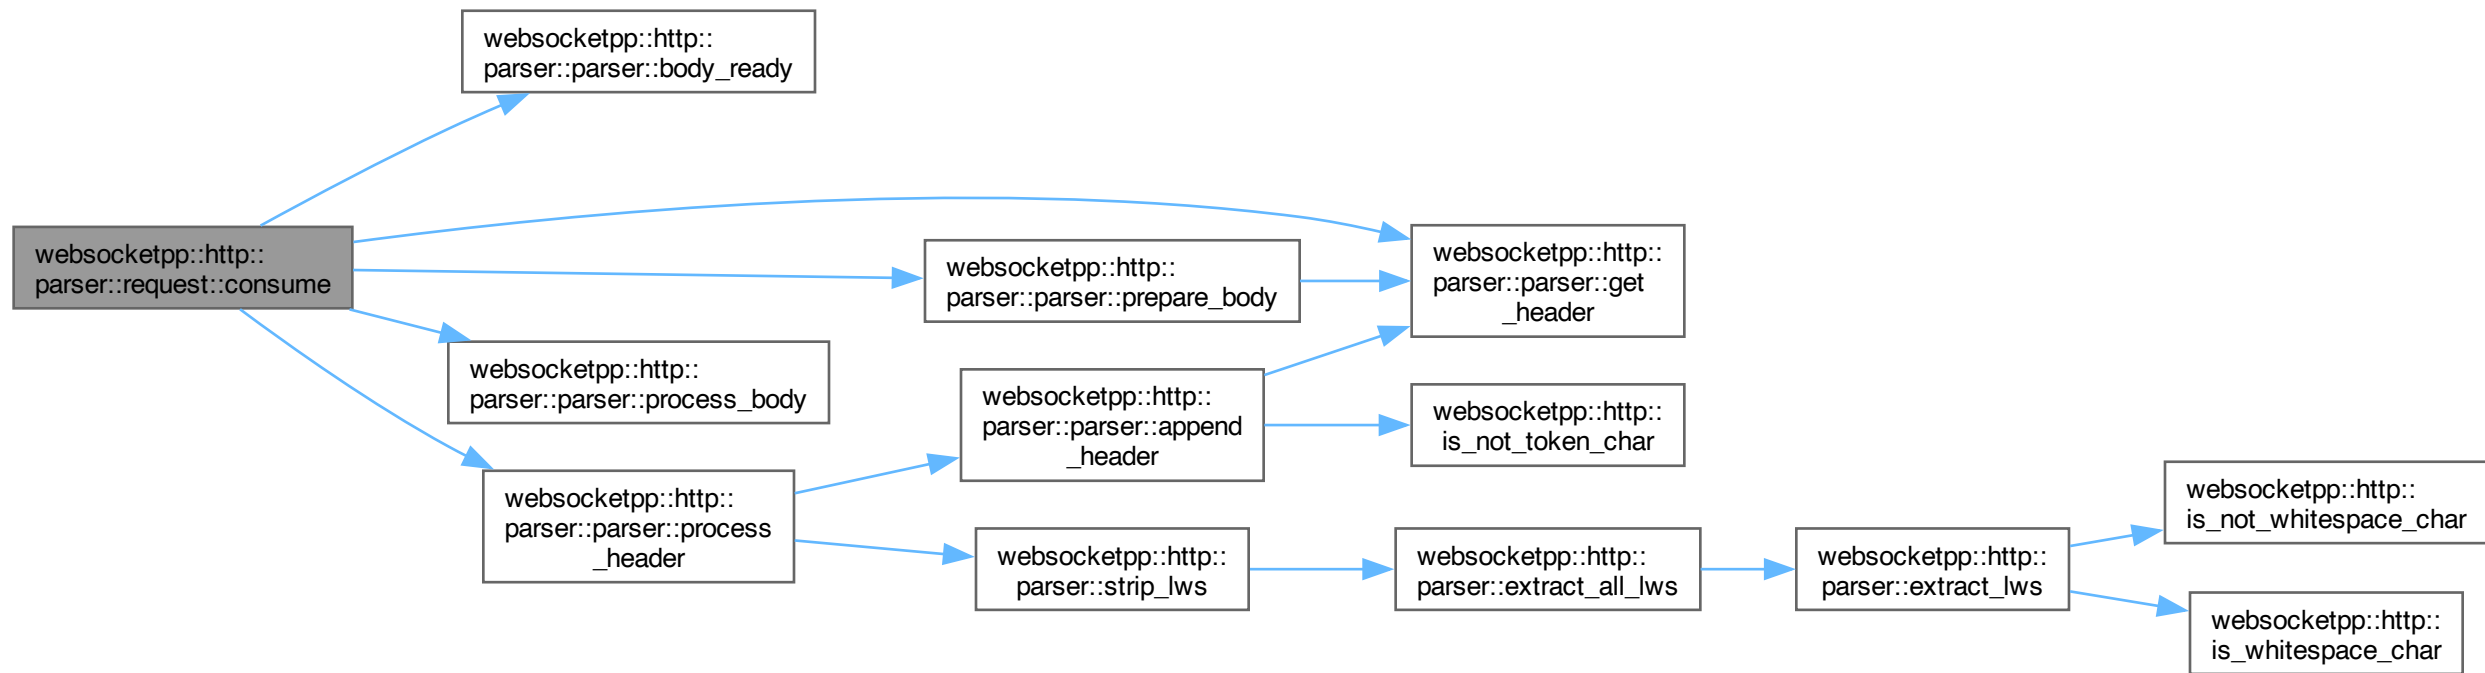 websocketpp::http::
parser::parser::body_ready
websocketpp::http::
parser::request::consume
websocketpp::http::
parser::parser::prepare_body
websocketpp::http::
parser::parser::get
_header
websocketpp::http::
parser::parser::process_body
websocketpp::http::
parser::parser::append
_header
websocketpp::http::
is_not_token_char
websocketpp::http::
parser::parser::process
_header
websocketpp::http::
parser::strip_lws
websocketpp::http::
parser::extract_all_lws
websocketpp::http::
parser::extract_lws
websocketpp::http::
is_not_whitespace_char
websocketpp::http::
is_whitespace_char